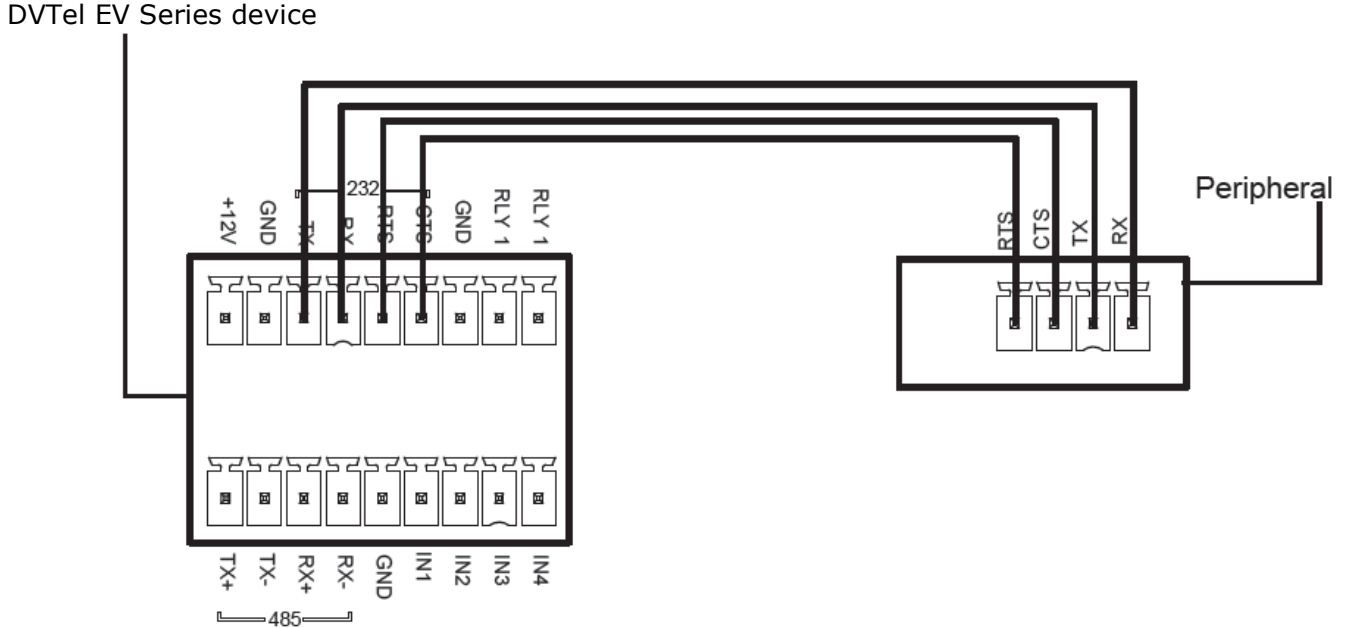 DVTel EV Series device
Peripheral
232
+12V GND TX RX RTS CTS GND RLY 1 RLY 1
RTS CTS TX RX
TX+ TX- RX+ RX- GND IN1 IN2 IN3 IN4
485